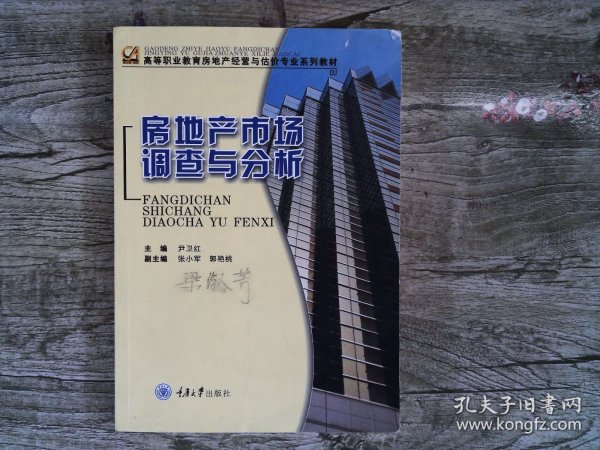 GAODENG ZHIYE JIAOYU FANGDICHAN
JINGYING YU GUJIA ZHUANYE XILIE JIAOCAI
高等职业教育房地产经营与估价专业系列教材
房地产市场
调查与分析
FANGDICHAN
SHICHANG
DIAOCHA YU FENXI
主 编 尹卫红
副主编 张小军 郭艳桃
重庆大学出版社
孔夫子旧书网
www.kongfz.com